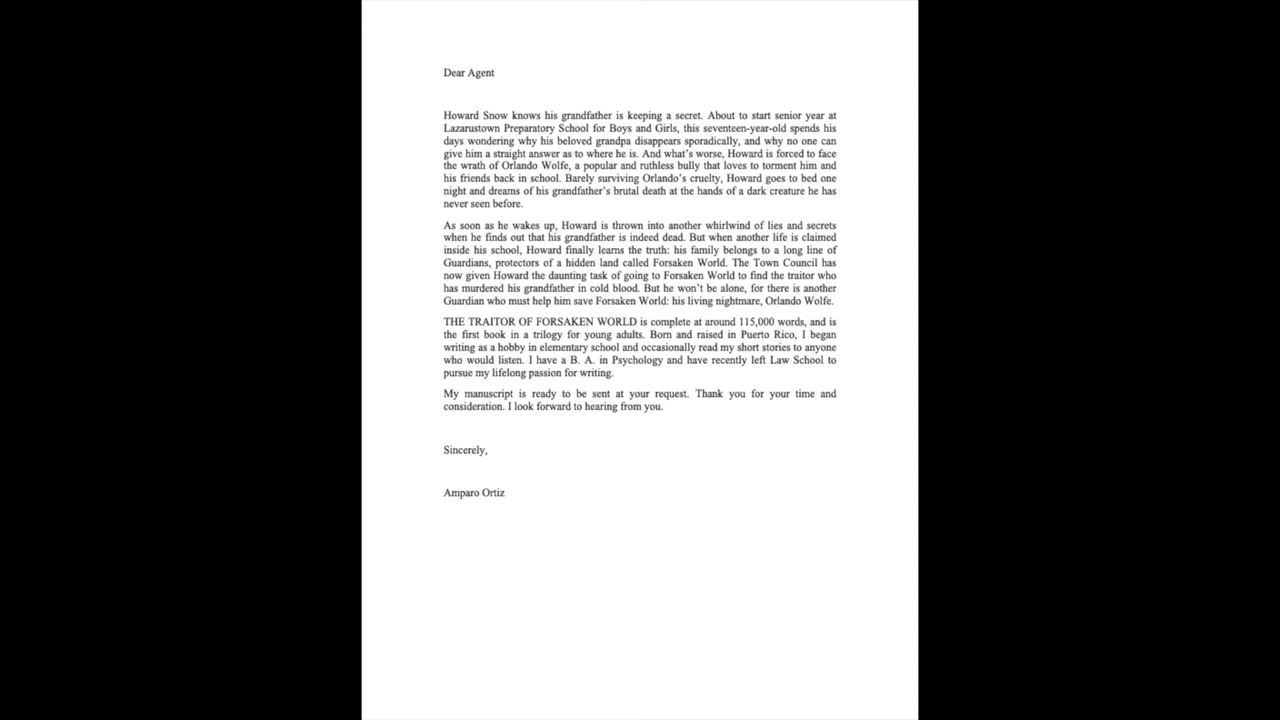 Dear Agent
Howard Snow knows his grandfather is keeping a secret. About to start senior year at
Lazarustown Preparatory School for Boys and Girls, this seventeen-year-old spends his
days wondering why his beloved grandpa disappears sporadically, and why no one can
give him a straight answer as to where he is. And what's worse, Howard is forced to face
the wrath of Orlando Wolfe, a popular and ruthless bully that loves to torment him and
his friends back in school. Barely surviving Orlando's cruelty, Howard goes to bed one
night and dreams of his grandfather's brutal death at the hands of a dark creature he has
never seen before.
As soon as he wakes up, Howard is thrown into another whirlwind of lies and secrets
when he finds out that his grandfather is indeed dead. But when another life is claimed
inside his school, Howard finally learns the truth: his family belongs to a long line of
Guardians, protectors of a hidden land called Forsaken World. The Town Council has
now given Howard the daunting task of going to Forsaken World to find the traitor who
has murdered his grandfather in cold blood. But he won't be alone, for there is another
Guardian who must help him save Forsaken World: his living nightmare, Orlando Wolfe.
THE TRAITOR OF FORSAKEN WORLD is complete at around 115,000 words, and is
the first book in a trilogy for young adults. Born and raised in Puerto Rico, I began
writing as a hobby in elementary school and occasionally read my short stories to anyone
who would listen. I have a B. A. in Psychology and have recently left Law School to
pursue my lifelong passion for writing.
My manuscript is ready to be sent at your request. Thank you for your time and
consideration. I look forward to hearing from you.
Sincerely,
Amparo Ortiz